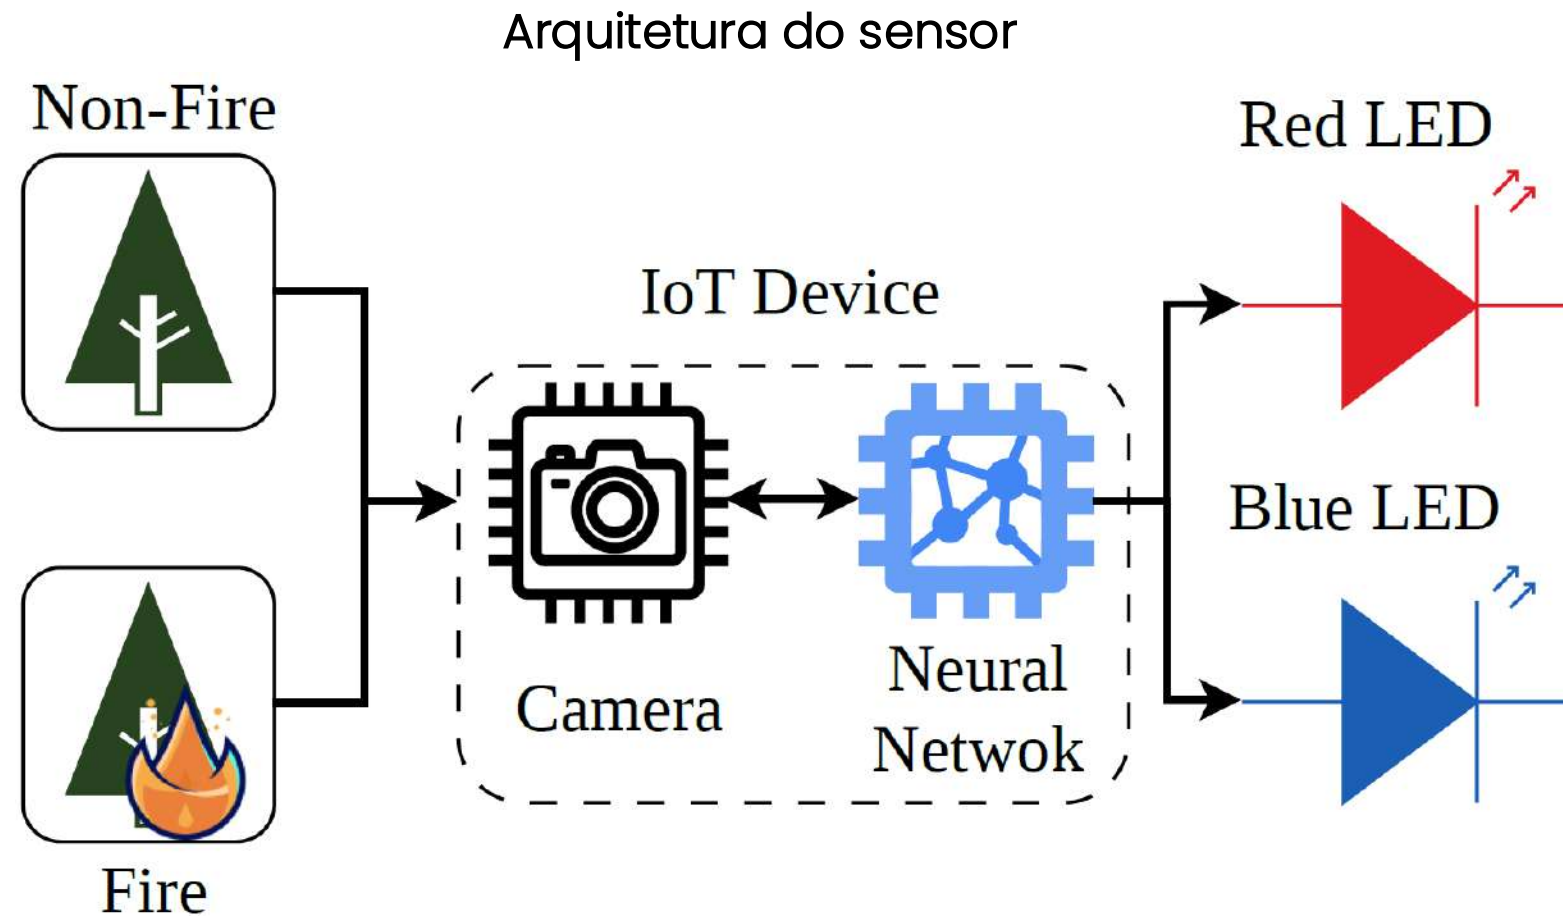 Arquitetura do sensor
Non-Fire
Red LED
IoT Device
Blue LED
Camera
Neural
Netwok
Fire